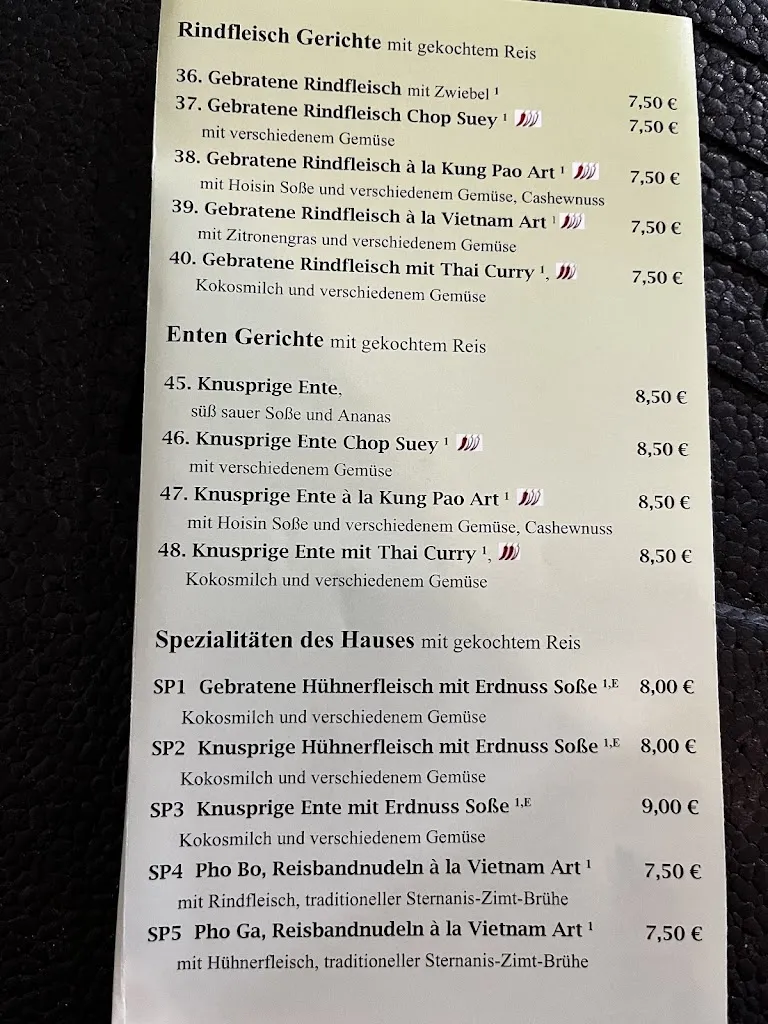 Rindfleisch Gerichte mit gekochtem Reis
36. Gebratene Rindfleisch mit Zwiebel ¹ 7,50 €
37. Gebratene Rindfleisch Chop Suey ¹ 7,50 €
mit verschiedenem Gemüse
38. Gebratene Rindfleisch à la Kung Pao Art ¹ 7,50 €
mit Hoisin Soße und verschiedenem Gemüse, Cashewnuss
39. Gebratene Rindfleisch à la Vietnam Art ¹ 7,50 €
mit Zitronengras und verschiedenem Gemüse
40. Gebratene Rindfleisch mit Thai Curry ¹, 7,50 €
Kokosmilch und verschiedenem Gemüse
Enten Gerichte mit gekochtem Reis
45. Knusprige Ente, 8,50 €
süß sauer Soße und Ananas
46. Knusprige Ente Chop Suey ¹ 8,50 €
mit verschiedenem Gemüse
47. Knusprige Ente à la Kung Pao Art ¹ 8,50 €
mit Hoisin Soße und verschiedenem Gemüse, Cashewnuss
48. Knusprige Ente mit Thai Curry ¹, 8,50 €
Kokosmilch und verschiedenem Gemüse
Spezialitäten des Hauses mit gekochtem Reis
SP1 Gebratene Hühnerfleisch mit Erdnuss Soße ¹,ᴱ 8,00 €
Kokosmilch und verschiedenem Gemüse
SP2 Knusprige Hühnerfleisch mit Erdnuss Soße ¹,ᴱ 8,00 €
Kokosmilch und verschiedenem Gemüse
SP3 Knusprige Ente mit Erdnuss Soße ¹,ᴱ 9,00 €
Kokosmilch und verschiedenem Gemüse
SP4 Pho Bo, Reisbandnudeln à la Vietnam Art ¹ 7,50 €
mit Rindfleisch, traditioneller Sternanis-Zimt-Brühe
SP5 Pho Ga, Reisbandnudeln à la Vietnam Art ¹ 7,50 €
mit Hühnerfleisch, traditioneller Sternanis-Zimt-Brühe